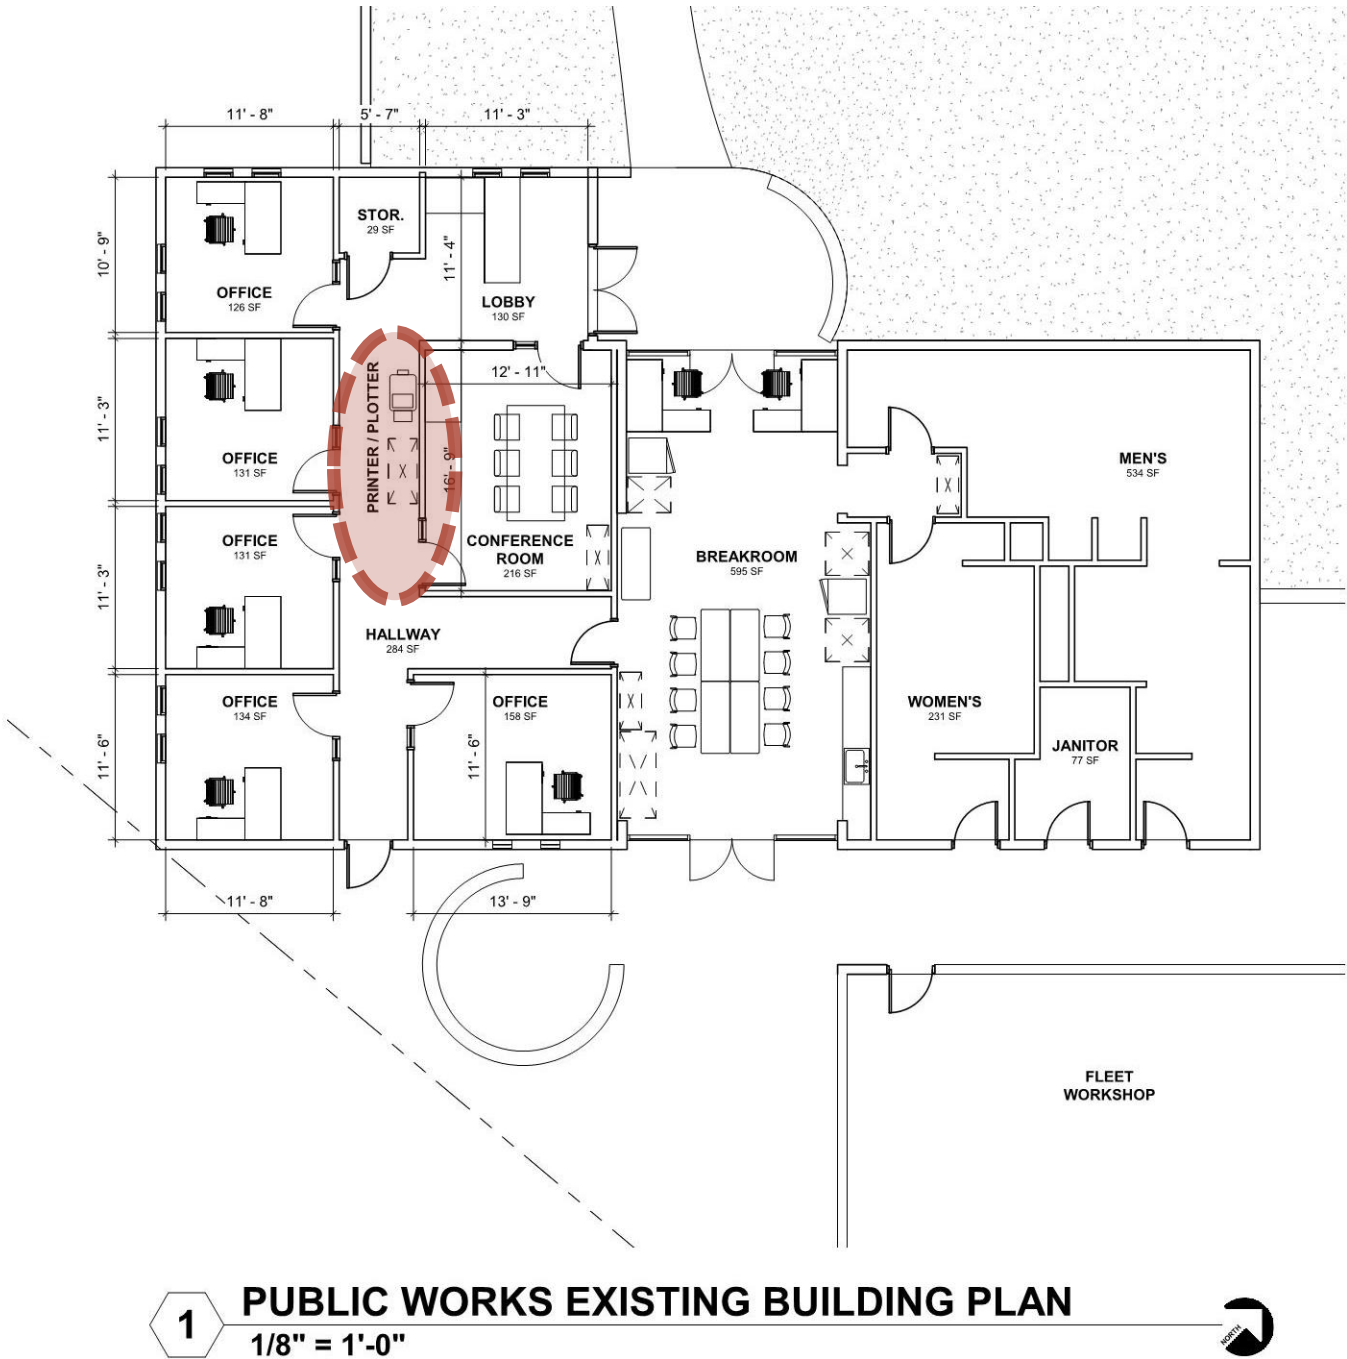 11' - 8"
5' - 7"
11' - 3"
10' - 9"
STOR.
29 SF
11' - 4"
OFFICE
126 SF
LOBBY
130 SF
PRINTER / PLOTTER
12' - 11"
11' - 3"
OFFICE
131 SF
16' - 9"
MEN'S
534 SF
OFFICE
131 SF
CONFERENCE
ROOM
216 SF
BREAKROOM
595 SF
11' - 3"
HALLWAY
284 SF
OFFICE
134 SF
OFFICE
158 SF
WOMEN'S
231 SF
11' - 6"
11' - 6"
JANITOR
77 SF
11' - 8"
13' - 9"
FLEET
WORKSHOP
1
PUBLIC WORKS EXISTING BUILDING PLAN
1/8" = 1'-0"
NORTH